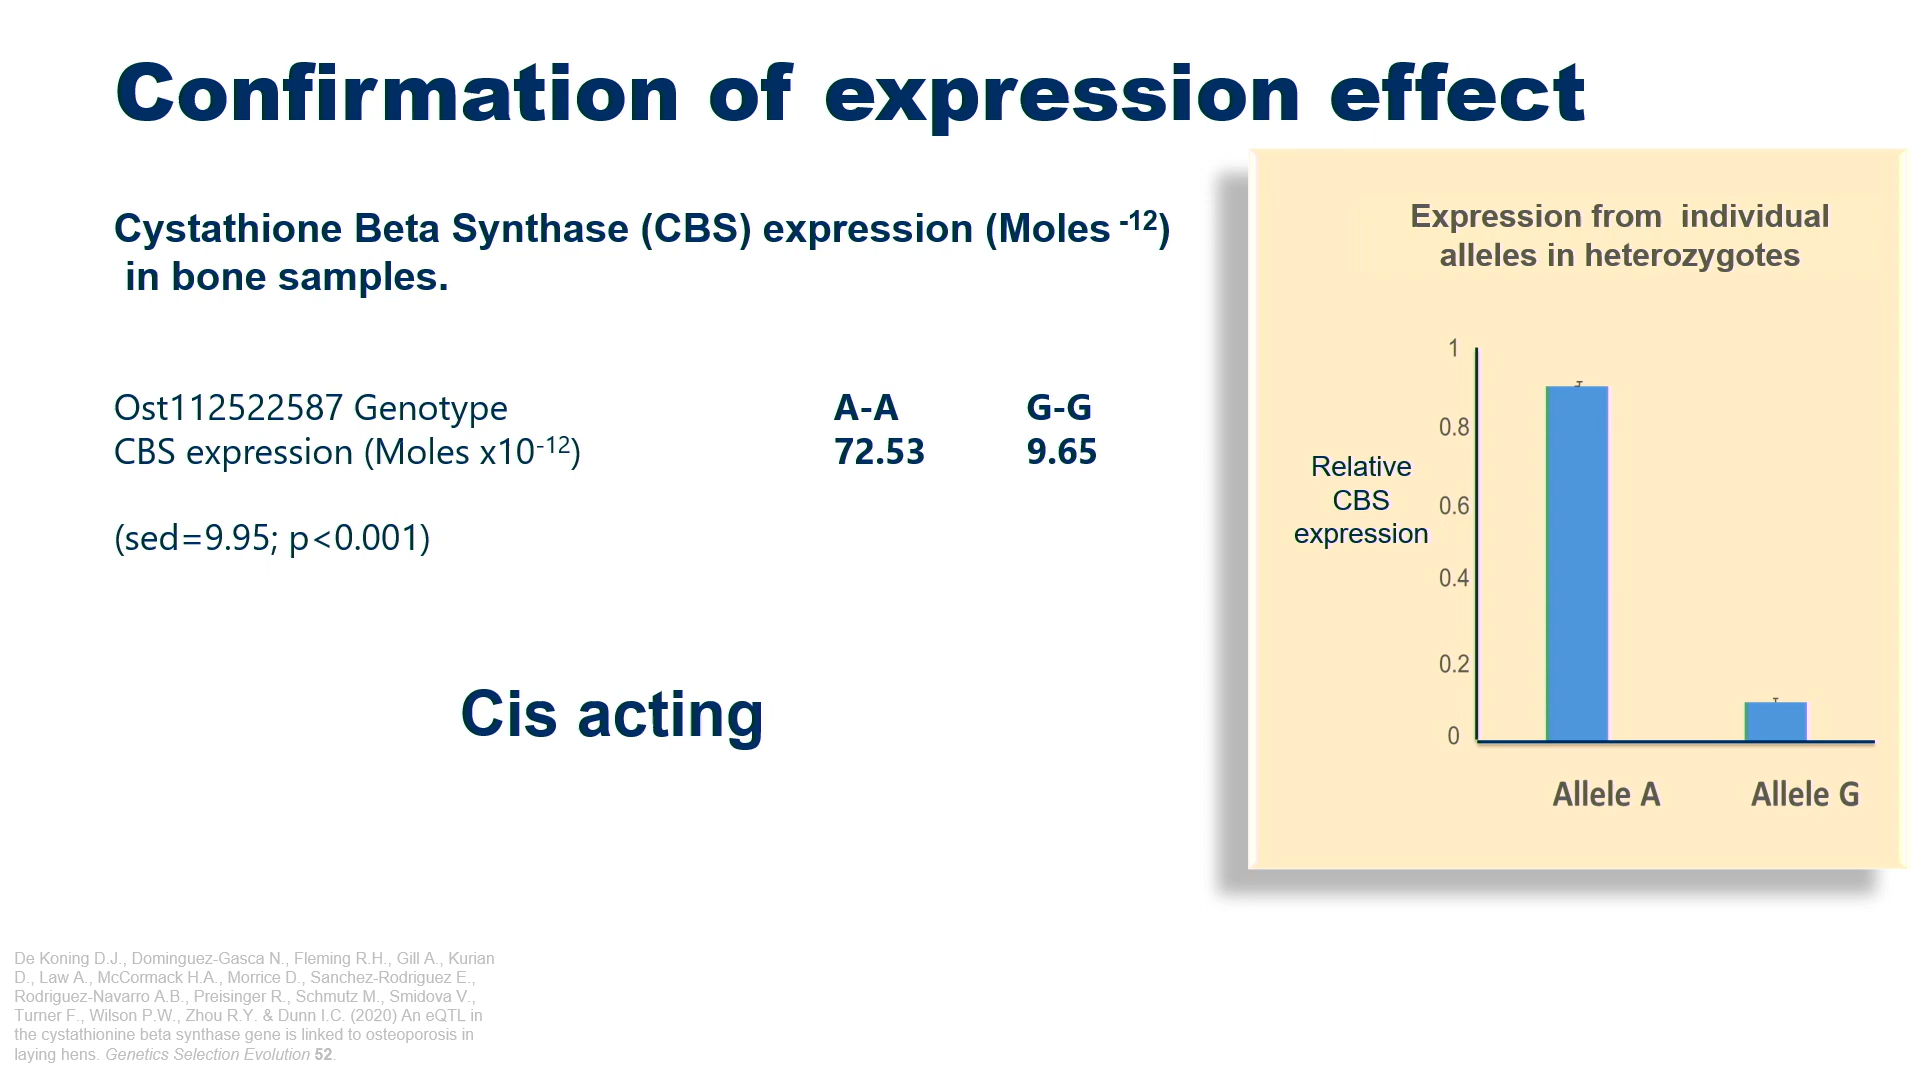 Confirmation of expression effect
Cystathione Beta Synthase (CBS) expression (Moles -12)
in bone samples.
Ost112522587 Genotype A-A G-G
CBS expression (Moles x10-12) 72.53 9.65
(sed=9.95; p<0.001)
Cis acting
Expression from individual
alleles in heterozygotes
1
0.8
0.6
0.4
0.2
0
Relative
CBS
expression
Allele A Allele G
De Koning D.J., Dominguez-Gasca N., Fleming R.H., Gill A., Kurian
D., Law A., McCormack H.A., Morrice D., Sanchez-Rodriguez E.,
Rodriguez-Navarro A.B., Preisinger R., Schmutz M., Smidova V.,
Turner F., Wilson P.W., Zhou R.Y. & Dunn I.C. (2020) An eQTL in
the cystathionine beta synthase gene is linked to osteoporosis in
laying hens. Genetics Selection Evolution 52.